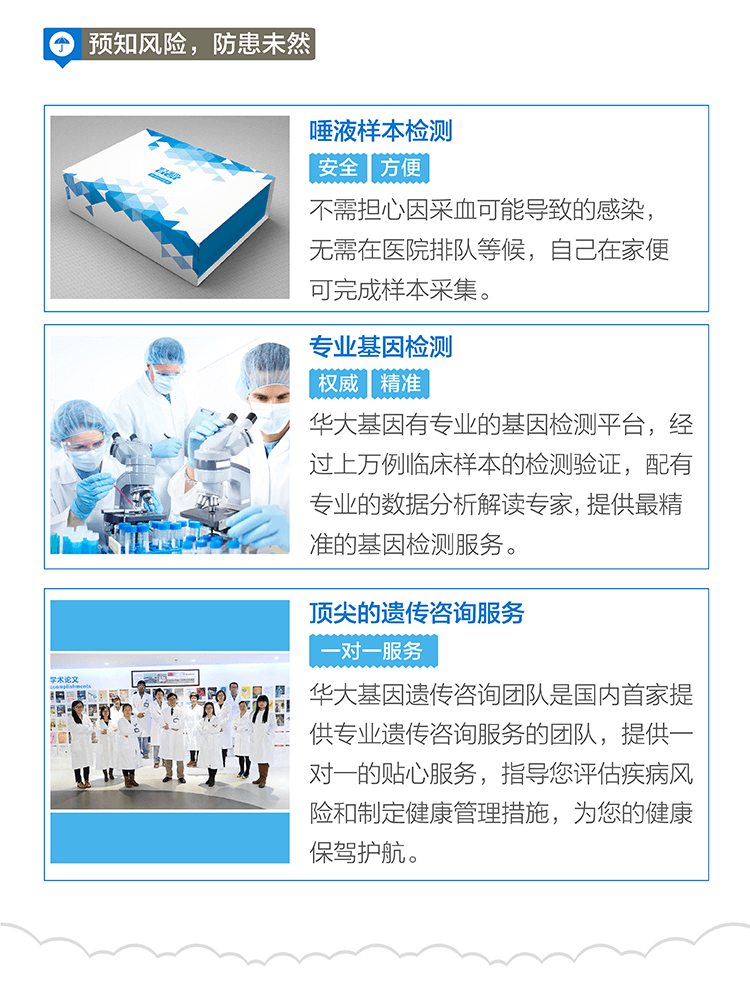 预知风险，防患未然
唾液样本检测
安全 方便
不需担心因采血可能导致的感染，
无需在医院排队等候，自己在家便
可完成样本采集。
专业基因检测
权威 精准
华大基因有专业的基因检测平台，经
过上万例临床样本的检测验证，配有
专业的数据分析解读专家，提供最精
准的基因检测服务。
顶尖的遗传咨询服务
一对一服务
学术论文
ccomplishments
华大基因遗传咨询团队是国内首家提
供专业遗传咨询服务的团队，提供一
对一的贴心服务，指导您评估疾病风
险和制定健康管理措施，为您的健康
保驾护航。